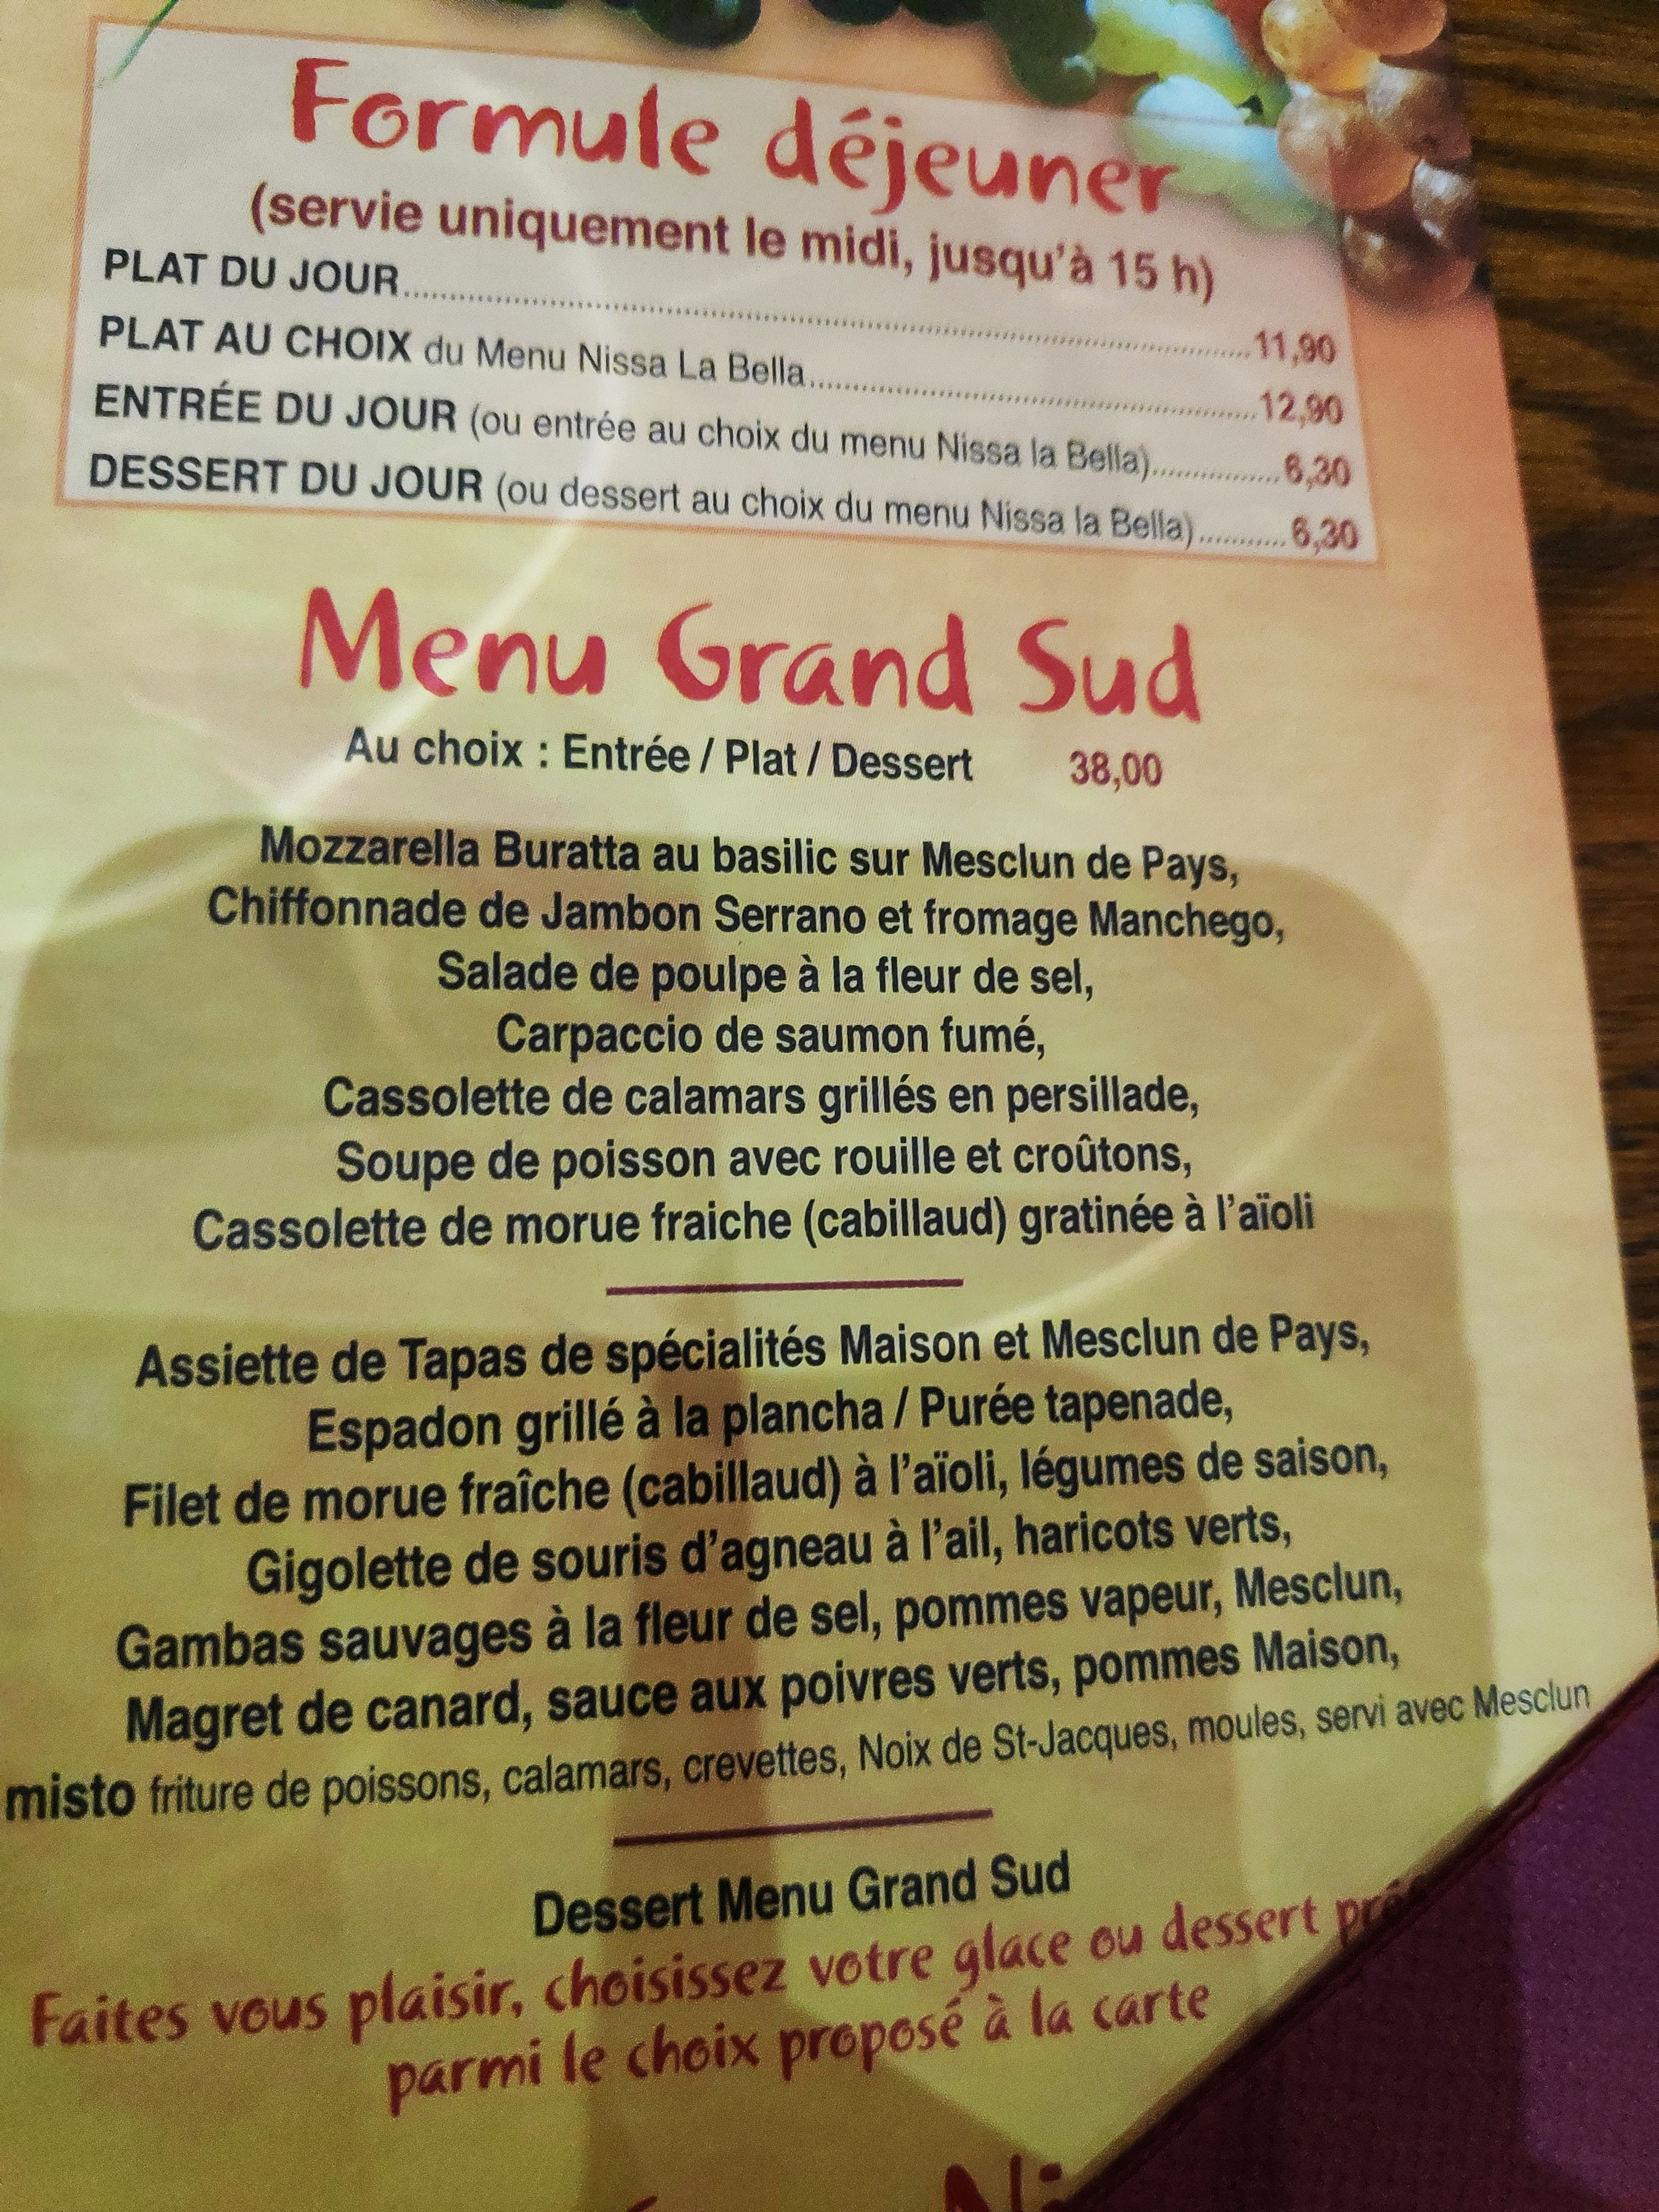 Formule déjeuner
(servie uniquement le midi, jusqu'à 15 h)
PLAT DU JOUR 11,90
PLAT AU CHOIX du Menu Nissa La Bella 12,90
ENTRÉE DU JOUR (ou entrée au choix du menu Nissa la Bella) 6,30
DESSERT DU JOUR (ou dessert au choix du menu Nissa la Bella) 6,30
Menu Grand Sud
Au choix : Entrée / Plat / Dessert 38,00
Mozzarella Buratta au basilic sur Mesclun de Pays,
Chiffonnade de Jambon Serrano et fromage Manchego,
Salade de poulpe à la fleur de sel,
Carpaccio de saumon fumé,
Cassolette de calamars grillés en persillade,
Soupe de poisson avec rouille et croûtons,
Cassolette de morue fraiche (cabillaud) gratinée à l'aïoli
Assiette de Tapas de spécialités Maison et Mesclun de Pays,
Espadon grillé à la plancha / Purée tapenade,
Filet de morue fraîche (cabillaud) à l'aïoli, légumes de saison,
Gigolette de souris d'agneau à l'ail, haricots verts,
Gambas sauvages à la fleur de sel, pommes vapeur, Mesclun,
Magret de canard, sauce aux poivres verts, pommes Maison,
misto friture de poissons, calamars, crevettes, Noix de St-Jacques, moules, servi avec Mesclun
Dessert Menu Grand Sud
Faites vous plaisir, choisissez votre glace ou dessert
parmi le choix proposé à la carte